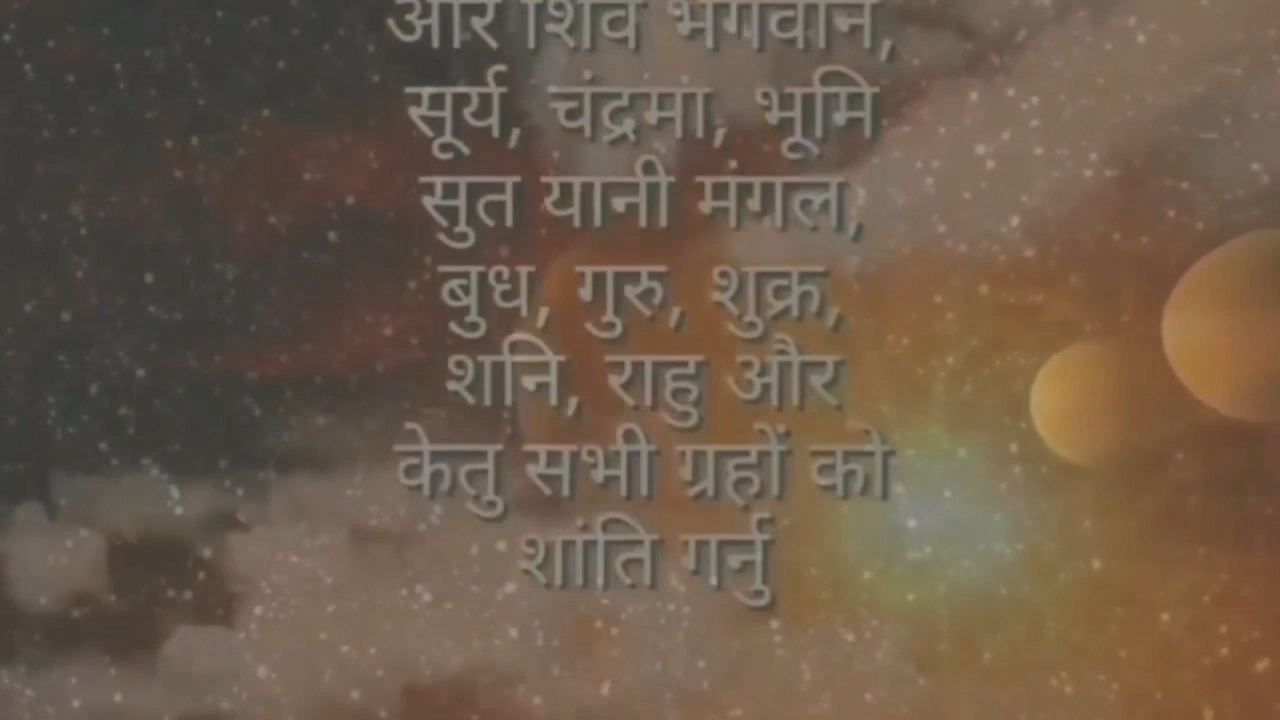 और शिव भगवान,
सूर्य, चंद्रमा, भूमि
सुत यानी मंगल,
बुध, गुरु, शुक्र,
शनि, राहु और
केतु सभी ग्रहों को
शांति गर्नु